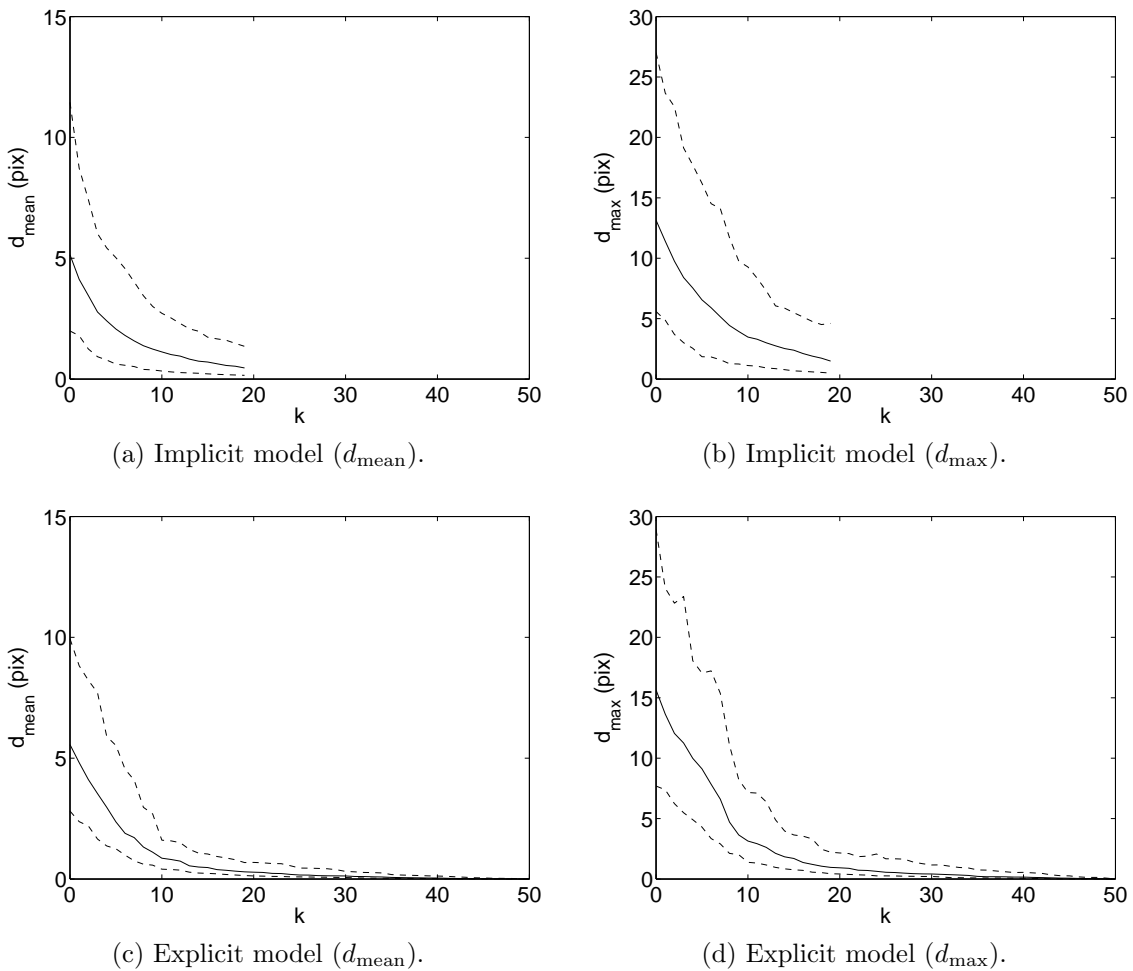 15
10
5
0
d_mean (pix)
0 10 20 30 40 50
k
(a) Implicit model (d_mean).
30
25
20
15
10
5
0
d_max (pix)
0 10 20 30 40 50
k
(b) Implicit model (d_max).
15
10
5
0
d_mean (pix)
0 10 20 30 40 50
k
(c) Explicit model (d_mean).
30
25
20
15
10
5
0
d_max (pix)
0 10 20 30 40 50
k
(d) Explicit model (d_max).